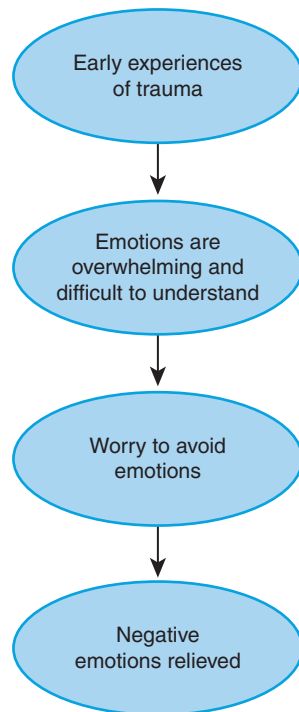 Early experiences
of trauma
Emotions are
overwhelming and
difficult to understand
Worry to avoid
emotions
Negative
emotions relieved